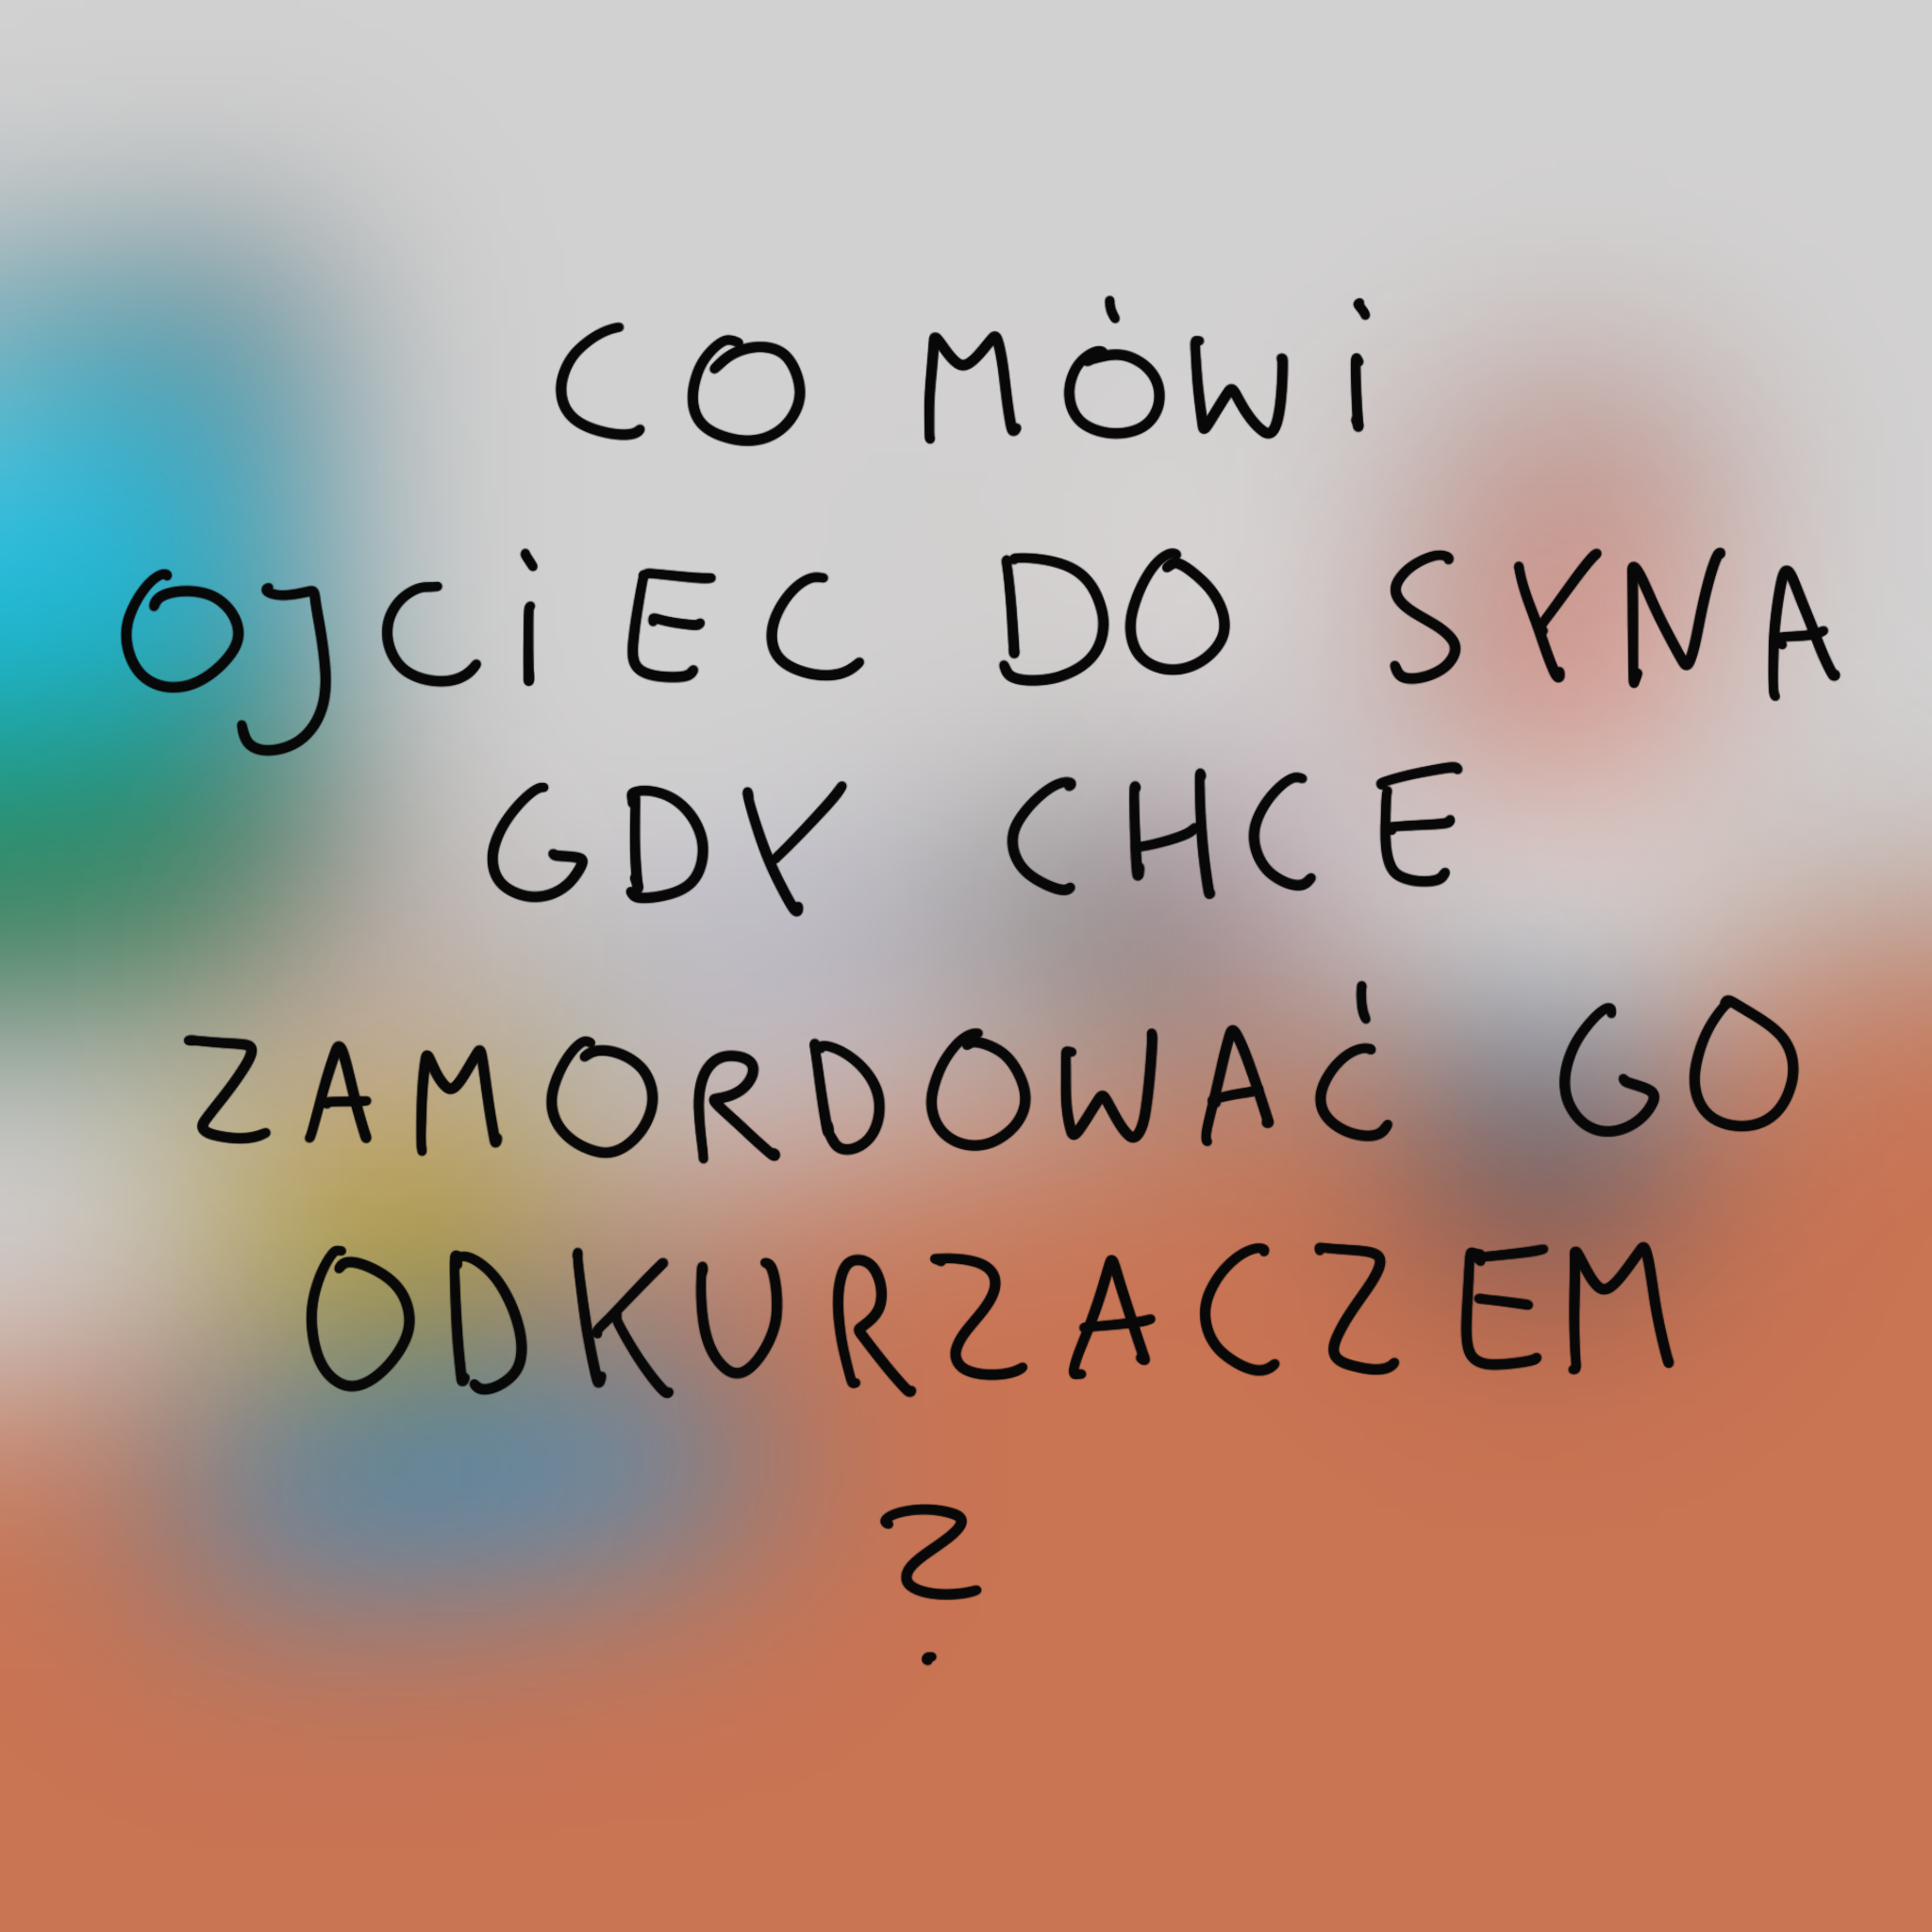 CO MÓWI
OJCIEC DO SYNA
GDY CHCE
ZAMORDOWAĆ GO
ODKURZACZEM
?